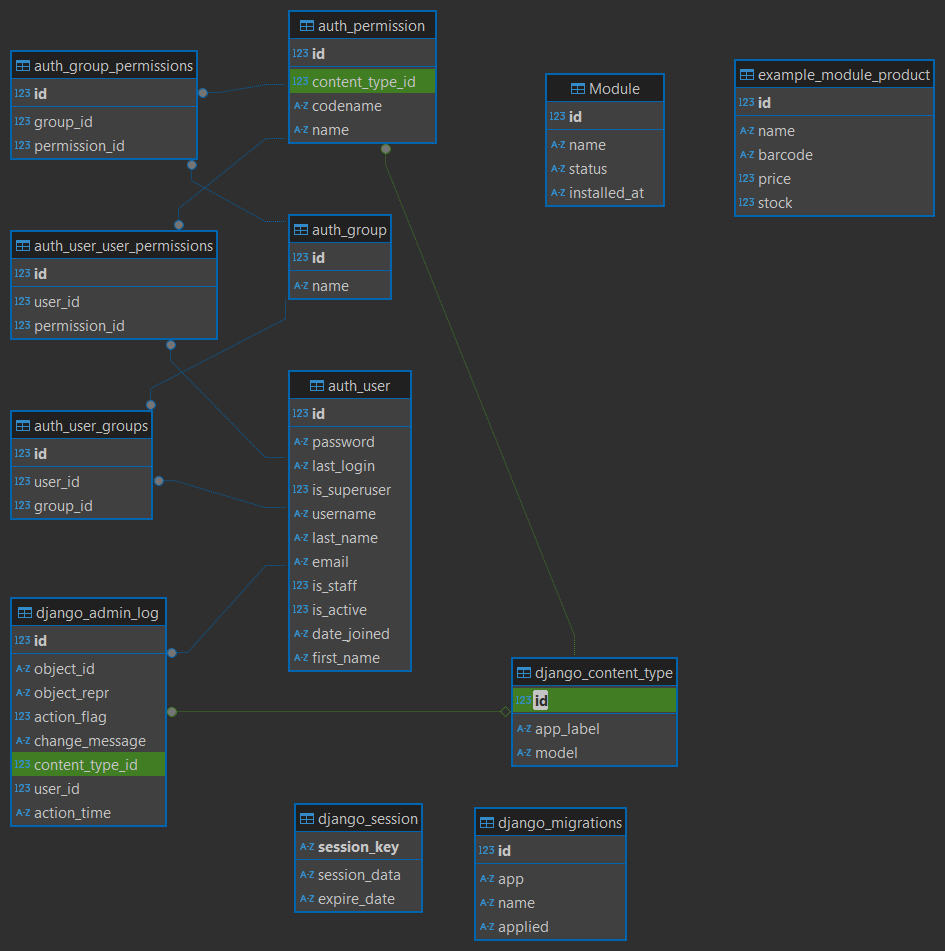 auth_permission
123 id
123 content_type_id
A-Z codename
A-Z name
auth_group_permissions
123 id
123 group_id
123 permission_id
Module
123 id
A-Z name
A-Z status
A-Z installed_at
example_module_product
123 id
A-Z name
A-Z barcode
123 price
123 stock
auth_group
123 id
A-Z name
auth_user_user_permissions
123 id
123 user_id
123 permission_id
auth_user
123 id
A-Z password
A-Z last_login
123 is_superuser
A-Z username
A-Z last_name
A-Z email
123 is_staff
123 is_active
A-Z date_joined
A-Z first_name
auth_user_groups
123 id
123 user_id
123 group_id
django_admin_log
123 id
A-Z object_id
A-Z object_repr
123 action_flag
A-Z change_message
123 content_type_id
123 user_id
A-Z action_time
django_content_type
123 id
A-Z app_label
A-Z model
django_session
A-Z session_key
A-Z session_data
A-Z expire_date
django_migrations
123 id
A-Z app
A-Z name
A-Z applied